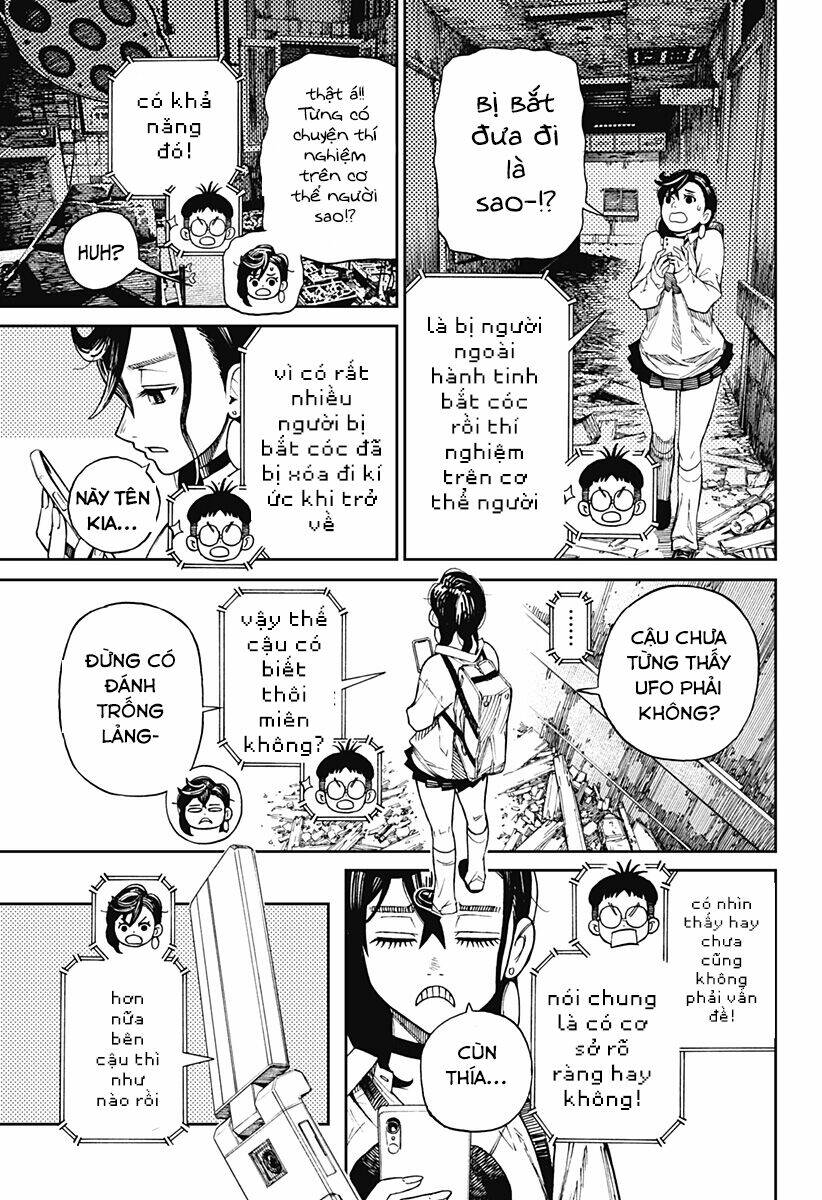 Bị bắt
đưa đi
là
sao-!?
là bị người
ngoài
hành tinh
bắt cóc
rồi thí
nghiệm
trên cơ
thể người
thật á!!
Từng có
chuyện thí
nghiệm
trên cơ
thể người
sao!?
có khả
năng
đó!
HUH?
vì có rất
nhiều
người bị
bắt cóc đã
bị xóa đi kí
ức khi trở
về
NÀY TÊN
KIA...
CẬU CHƯA
TỪNG THẤY
UFO PHẢI
KHÔNG?
......
vậy thế
cậu có
biết
thôi
miên
không?
ĐỪNG CÓ
ĐÁNH
TRỐNG
LẢNG-
có nhìn
thấy hay
chưa
cũng
không
phải vấn
đề!
nói chung
là có cơ
sở rõ
ràng hay
không!
CÙN
THÍA...
hơn
nữa
bên
cậu thì
như
nào rồi